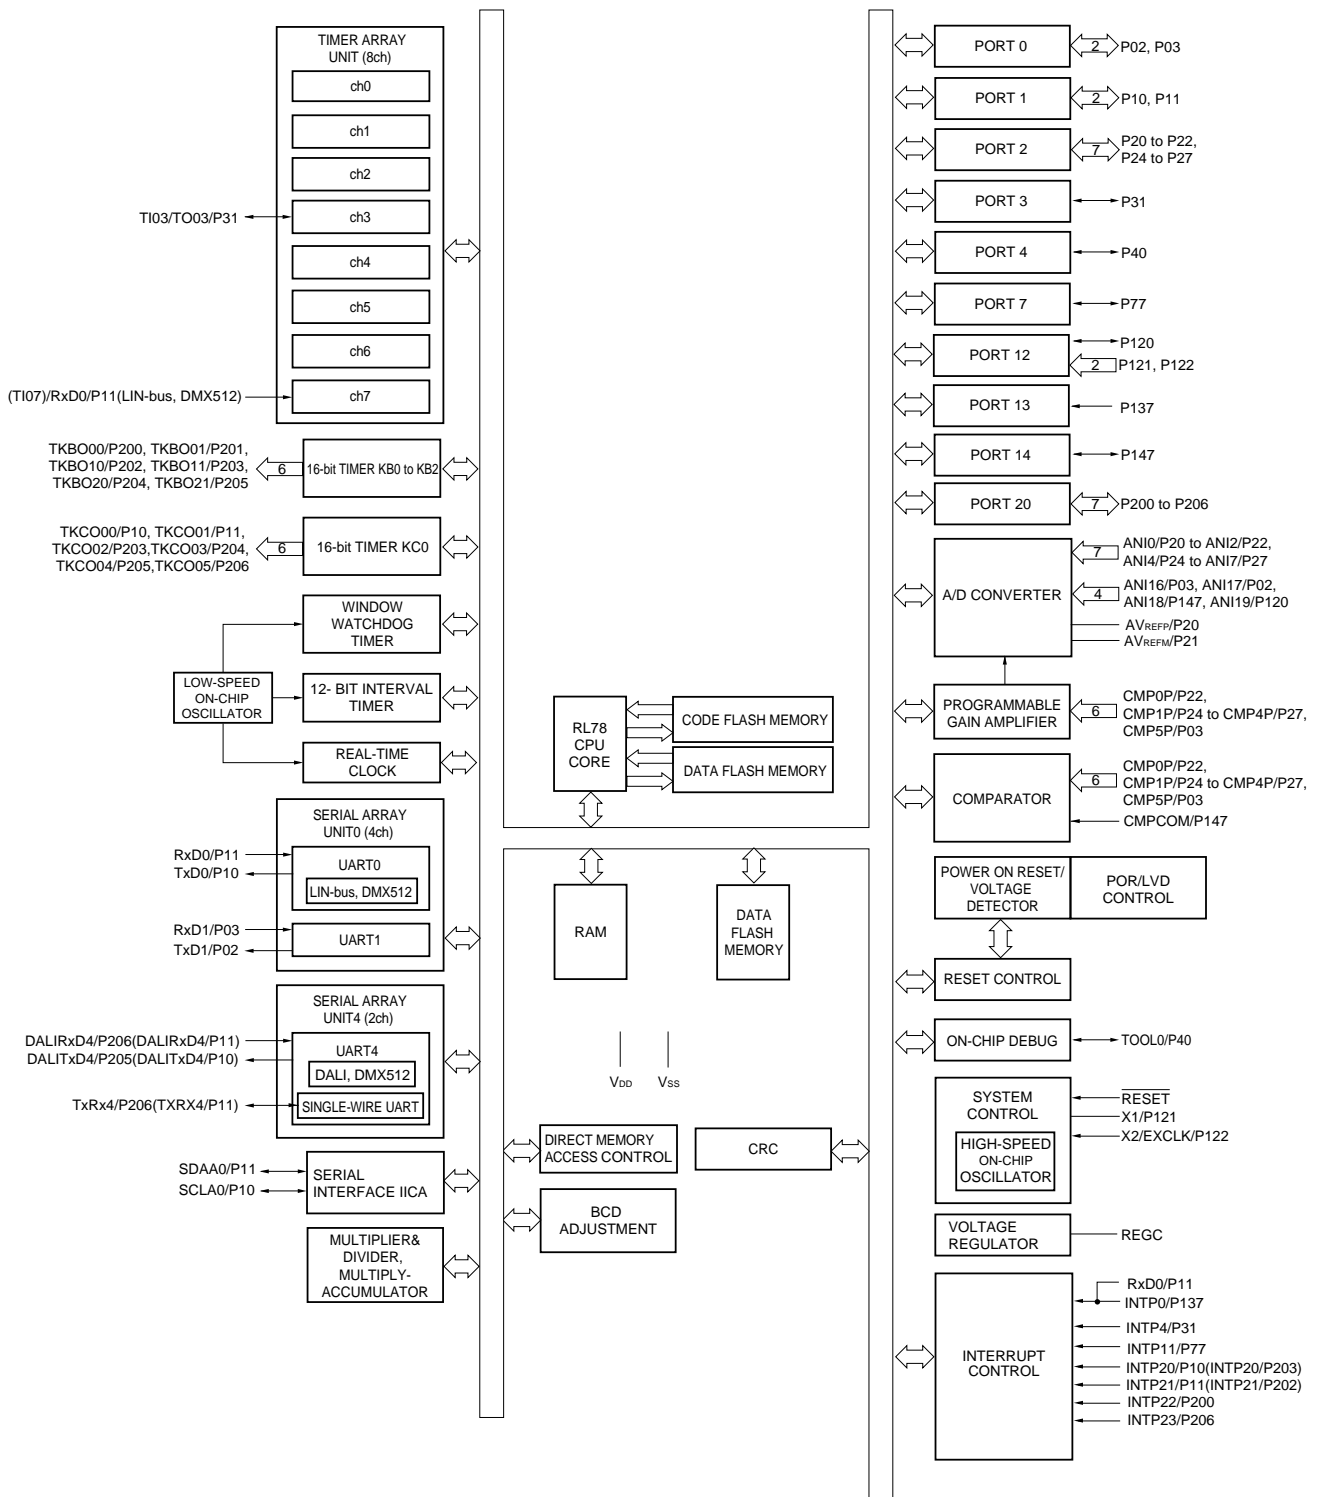 TIMER ARRAY
UNIT (8ch)
ch0
ch1
ch2
TI03/TO03/P31
ch3
ch4
ch5
ch6
(TI07)/RxD0/P11(LIN-bus, DMX512)
ch7
TKBO00/P200, TKBO01/P201,
TKBO10/P202, TKBO11/P203,
TKBO20/P204, TKBO21/P205
6
16-bit TIMER KB0 to KB2
TKCO00/P10, TKCO01/P11,
TKCO02/P203,TKCO03/P204,
TKCO04/P205,TKCO05/P206
6
16-bit TIMER KC0
WINDOW
WATCHDOG
TIMER
LOW-SPEED
ON-CHIP
OSCILLATOR
12- BIT INTERVAL
TIMER
REAL-TIME
CLOCK
SERIAL ARRAY
UNIT0 (4ch)
RxD0/P11
TxD0/P10
UART0
LIN-bus, DMX512
RxD1/P03
TxD1/P02
UART1
SERIAL ARRAY
UNIT4 (2ch)
DALIRxD4/P206(DALIRxD4/P11)
DALITxD4/P205(DALITxD4/P10)
UART4
DALI, DMX512
TxRx4/P206(TXRX4/P11)
SINGLE-WIRE UART
SDAA0/P11
SCLA0/P10
SERIAL
INTERFACE IICA
MULTIPLIER&
DIVIDER,
MULTIPLY-
ACCUMULATOR
RL78
CPU
CORE
CODE FLASH MEMORY
DATA FLASH MEMORY
RAM
DATA
FLASH
MEMORY
VDD
VSS
DIRECT MEMORY
ACCESS CONTROL
CRC
BCD
ADJUSTMENT
PORT 0
2
P02, P03
PORT 1
2
P10, P11
PORT 2
7
P20 to P22,
P24 to P27
PORT 3
P31
PORT 4
P40
PORT 7
P77
PORT 12
P120
2
P121, P122
PORT 13
P137
PORT 14
P147
PORT 20
7
P200 to P206
A/D CONVERTER
7
ANI0/P20 to ANI2/P22,
ANI4/P24 to ANI7/P27
4
ANI16/P03, ANI17/P02,
ANI18/P147, ANI19/P120
AVREFP/P20
AVREFM/P21
PROGRAMMABLE
GAIN AMPLIFIER
6
CMP0P/P22,
CMP1P/P24 to CMP4P/P27,
CMP5P/P03
COMPARATOR
6
CMP0P/P22,
CMP1P/P24 to CMP4P/P27,
CMP5P/P03
CMPCOM/P147
POWER ON RESET/
VOLTAGE
DETECTOR
POR/LVD
CONTROL
RESET CONTROL
ON-CHIP DEBUG
TOOL0/P40
SYSTEM
CONTROL
HIGH-SPEED
ON-CHIP
OSCILLATOR
RESET
X1/P121
X2/EXCLK/P122
VOLTAGE
REGULATOR
REGC
INTERRUPT
CONTROL
RxD0/P11
INTP0/P137
INTP4/P31
INTP11/P77
INTP20/P10(INTP20/P203)
INTP21/P11(INTP21/P202)
INTP22/P200
INTP23/P206